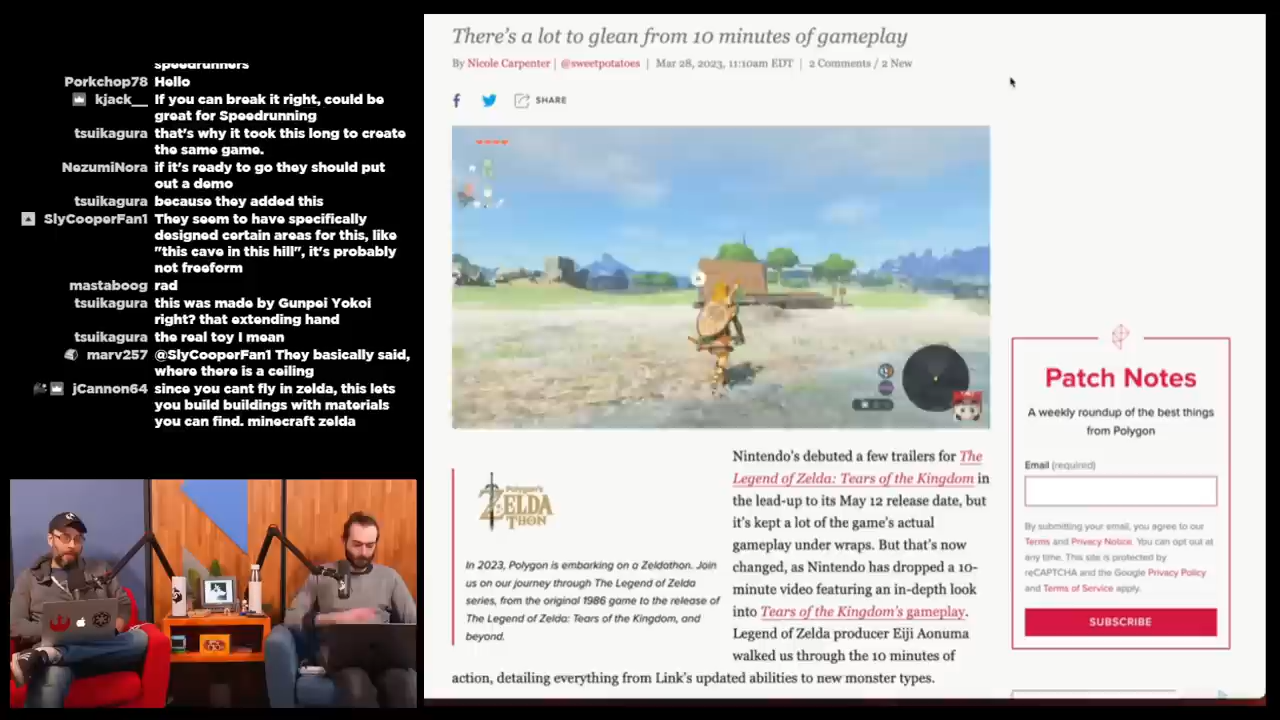 speedrunners
Porkchop78 Hello
kjack__ If you can break it right, could be
great for Speedrunning
tsuikagura that's why it took this long to create
the same game.
NezumiNora if it's ready to go they should put
out a demo
tsuikagura because they added this
SlyCooperFan1 They seem to have specifically
designed certain areas for this, like
"this cave in this hill", it's probably
not freeform
mastaboog rad
tsuikagura this was made by Gunpei Yokoi
right? that extending hand
tsuikagura the real toy I mean
marv257 @SlyCooperFan1 They basically said,
where there is a ceiling
jCannon64 since you cant fly in zelda, this lets
you build buildings with materials
you can find. minecraft zelda
There's a lot to glean from 10 minutes of gameplay
By Nicole Carpenter | @sweetpotatoes | Mar 28, 2023, 11:10am EDT | 2 Comments / 2 New
SHARE
Polygon's
ZELDA
THON
In 2023, Polygon is embarking on a Zeldathon. Join
us on our journey through The Legend of Zelda
series, from the original 1986 game to the release of
The Legend of Zelda: Tears of the Kingdom, and
beyond.
Nintendo's debuted a few trailers for The
Legend of Zelda: Tears of the Kingdom in
the lead-up to its May 12 release date, but
it's kept a lot of the game's actual
gameplay under wraps. But that's now
changed, as Nintendo has dropped a 10-
minute video featuring an in-depth look
into Tears of the Kingdom's gameplay.
Legend of Zelda producer Eiji Aonuma
walked us through the 10 minutes of
action, detailing everything from Link's updated abilities to new monster types.
Patch Notes
A weekly roundup of the best things
from Polygon
Email (required)
By submitting your email, you agree to our
Terms and Privacy Notice. You can opt out at
any time. This site is protected by
reCAPTCHA and the Google Privacy Policy
and Terms of Service apply.
SUBSCRIBE